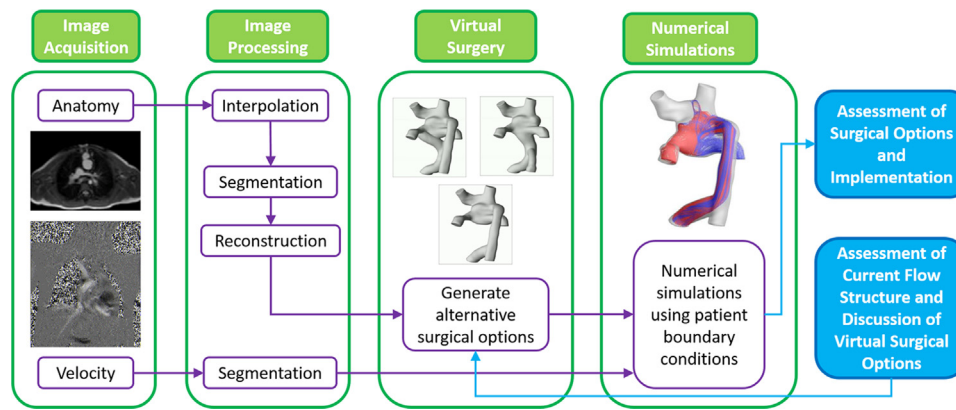 Image
Acquisition
Image
Processing
Virtual
Surgery
Numerical
Simulations
Anatomy
Interpolation
Segmentation
Reconstruction
Velocity
Segmentation
Generate
alternative
surgical options
Numerical
simulations
using patient
boundary
conditions
Assessment of
Surgical Options
and
Implementation
Assessment of
Current Flow
Structure and
Discussion of
Virtual Surgical
Options